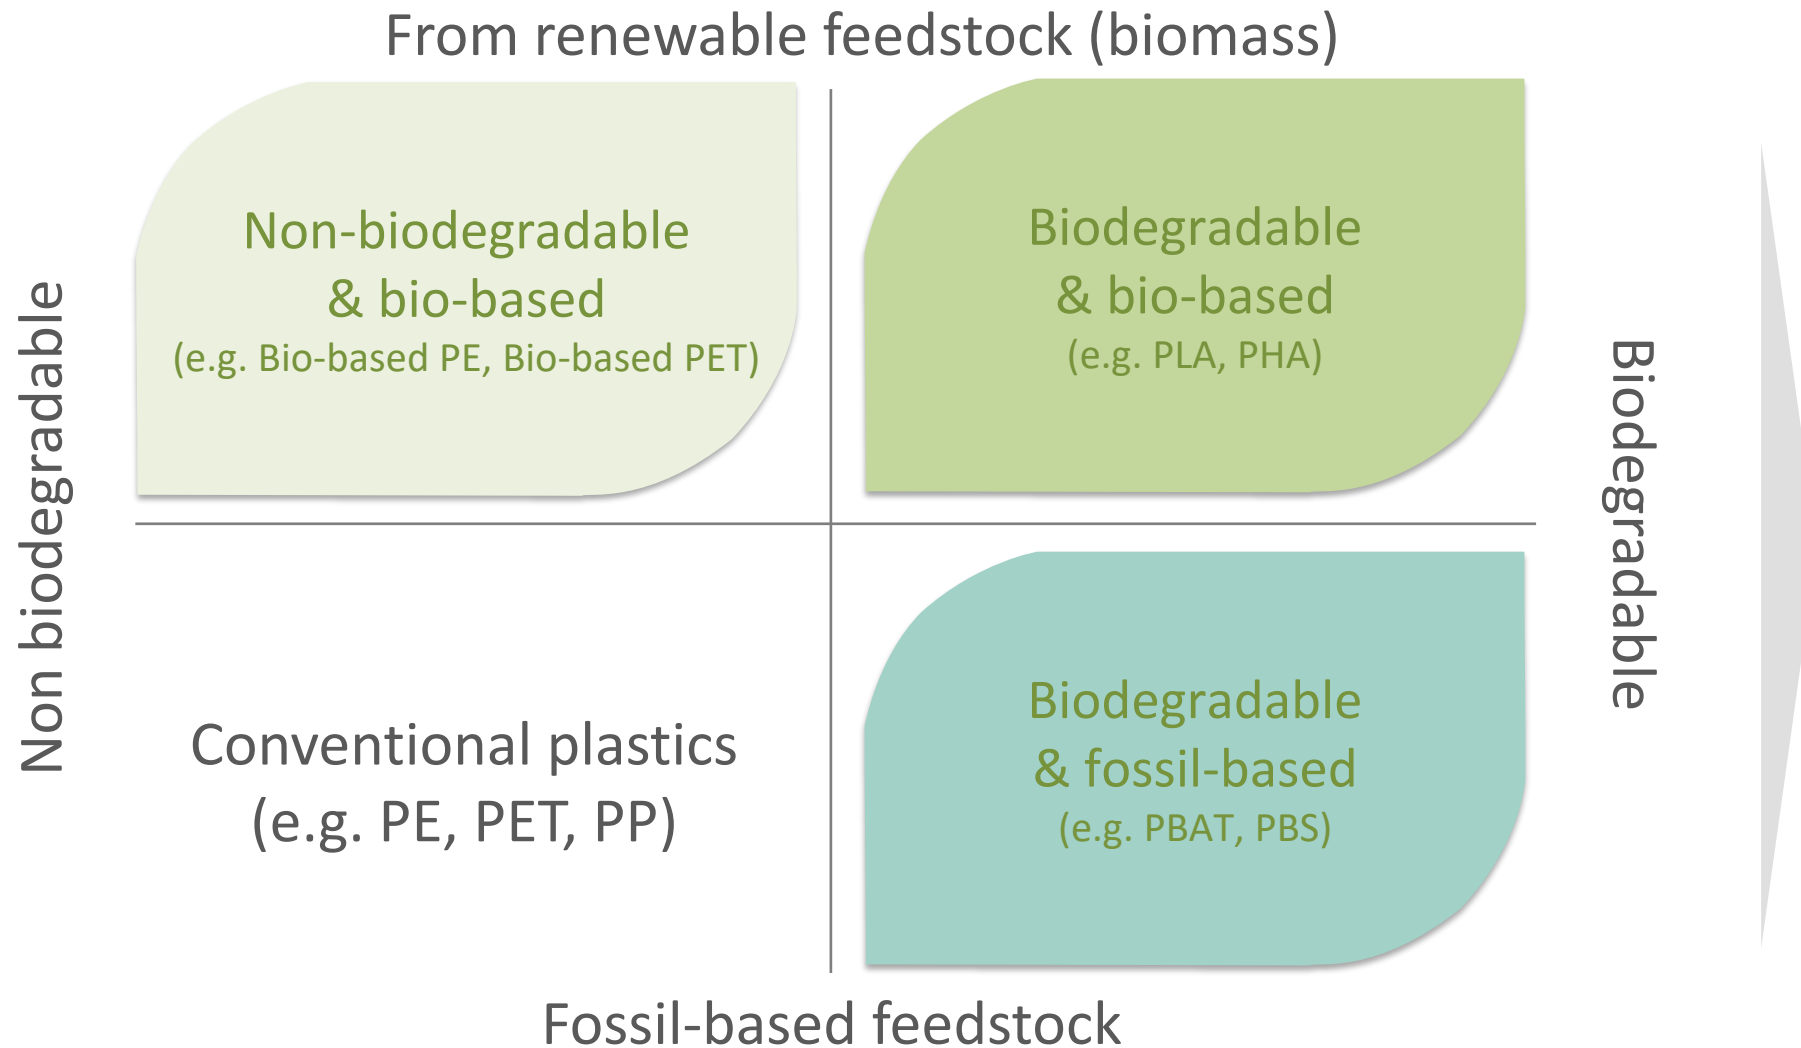 From renewable feedstock (biomass)
Non biodegradable
Non-biodegradable
& bio-based
(e.g. Bio-based PE, Bio-based PET)
Biodegradable
& bio-based
(e.g. PLA, PHA)
Biodegradable
Conventional plastics
(e.g. PE, PET, PP)
Biodegradable
& fossil-based
(e.g. PBAT, PBS)
Fossil-based feedstock